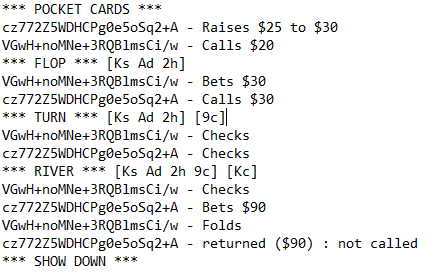 *** POCKET CARDS ***
cz772Z5WDHCPg0e5oSq2+A - Raises $25 to $30
VGwH+noMNe+3RQBlmsCi/w - Calls $20
*** FLOP *** [Ks Ad 2h]
VGwH+noMNe+3RQBlmsCi/w - Bets $30
cz772Z5WDHCPg0e5oSq2+A - Calls $30
*** TURN *** [Ks Ad 2h] [9c]
VGwH+noMNe+3RQBlmsCi/w - Checks
cz772Z5WDHCPg0e5oSq2+A - Checks
*** RIVER *** [Ks Ad 2h 9c] [Kc]
VGwH+noMNe+3RQBlmsCi/w - Checks
cz772Z5WDHCPg0e5oSq2+A - Bets $90
VGwH+noMNe+3RQBlmsCi/w - Folds
cz772Z5WDHCPg0e5oSq2+A - returned ($90) : not called
*** SHOW DOWN ***